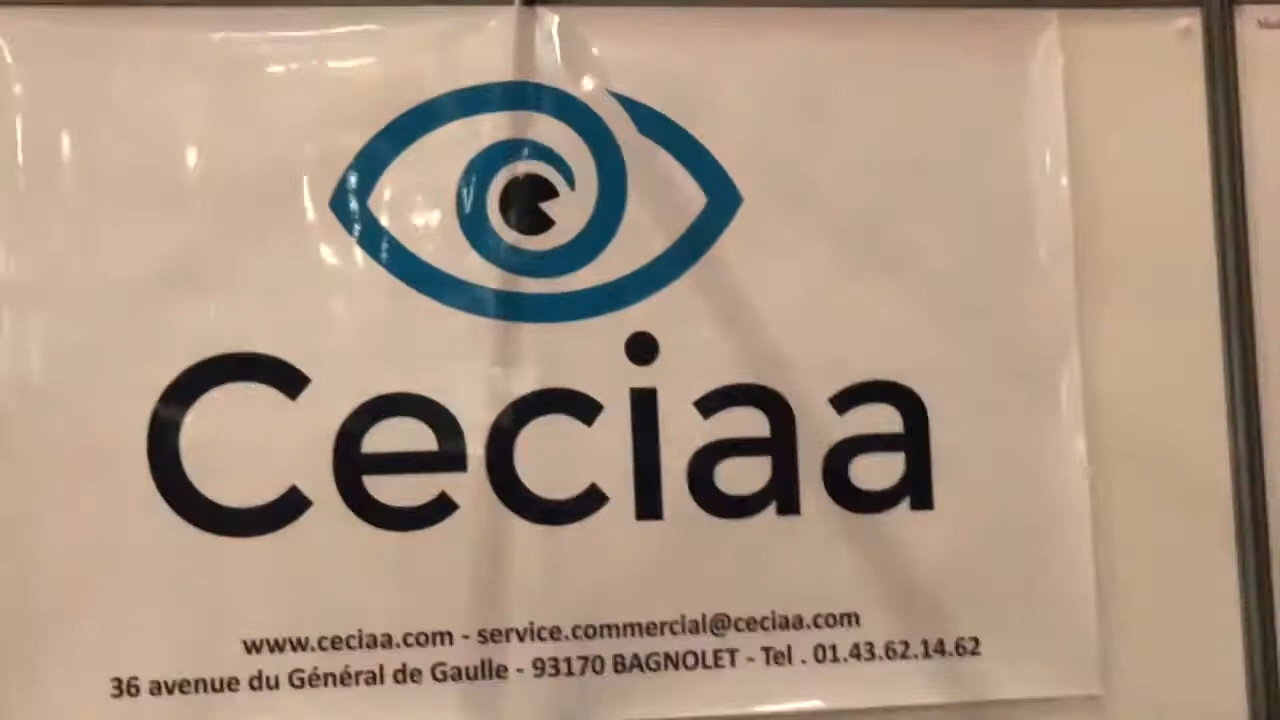 Ceciaa
www.ceciaa.com - service.commercial@ceciaa.com
36 avenue du Général de Gaulle - 93170 BAGNOLET - Tel . 01.43.62.14.62